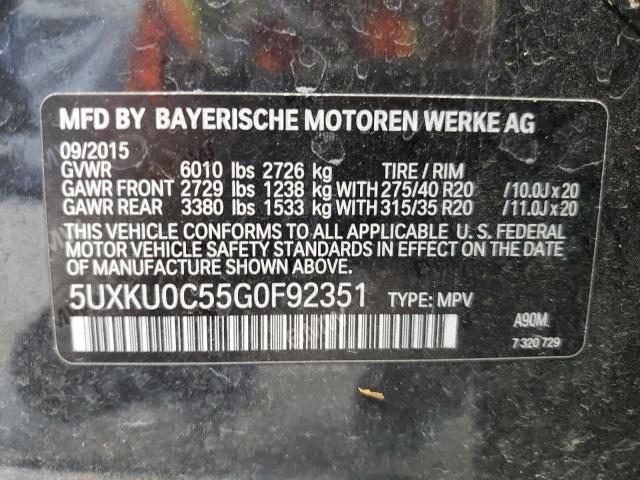 MFD BY BAYERISCHE MOTOREN WERKE AG
09/2015
GVWR 6010 lbs 2726 kg TIRE / RIM
GAWR FRONT 2729 lbs 1238 kg WITH 275/40 R20 / 10.0J x 20
GAWR REAR 3380 lbs 1533 kg WITH 315/35 R20 / 11.0J x 20
THIS VEHICLE CONFORMS TO ALL APPLICABLE U. S. FEDERAL
MOTOR VEHICLE SAFETY STANDARDS IN EFFECT ON THE DATE
OF MANUFACTURE SHOWN ABOVE.
5UXKU0C55G0F92351 TYPE: MPV
A90M
7 320 729